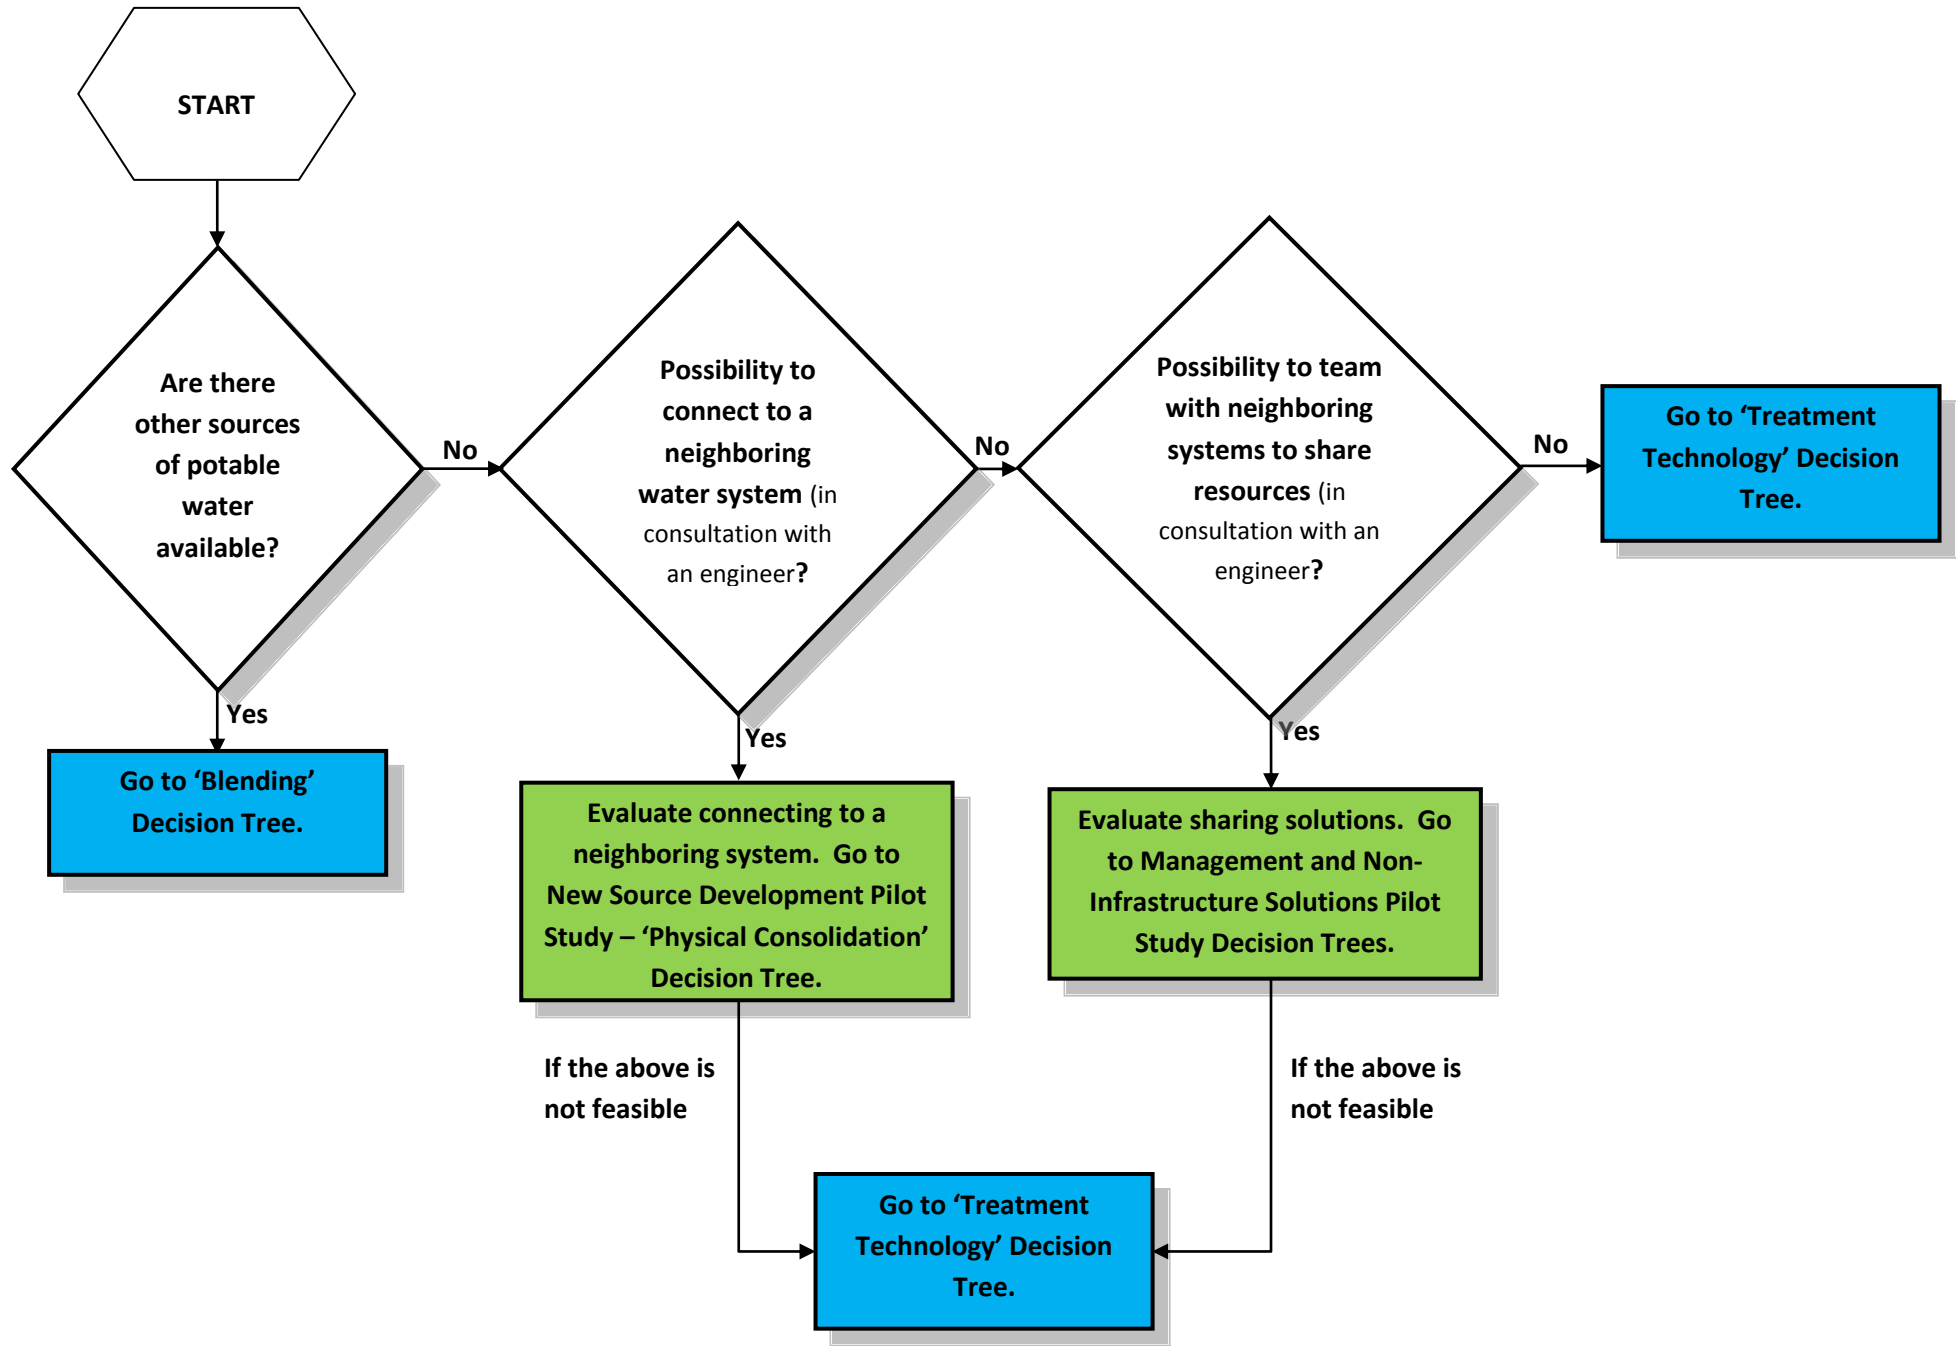 START
Are there
other sources
of potable
water
available?
No
Yes
Go to ‘Blending’
Decision Tree.
Possibility to
connect to a
neighboring
water system (in
consultation with
an engineer?
No
Yes
Evaluate connecting to a
neighboring system.  Go to
New Source Development Pilot
Study – ‘Physical Consolidation’
Decision Tree.
If the above is
not feasible
Possibility to team
with neighboring
systems to share
resources (in
consultation with an
engineer?
No
Yes
Evaluate sharing solutions.  Go
to Management and Non-
Infrastructure Solutions Pilot
Study Decision Trees.
If the above is
not feasible
Go to ‘Treatment
Technology’ Decision
Tree.
Go to ‘Treatment
Technology’ Decision
Tree.